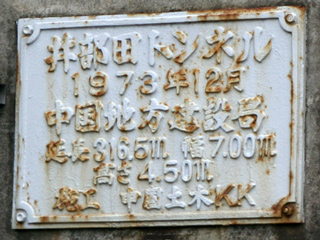 井部田トンネル
1973年12月
中国地方建設局
延長316.5m 幅7.00m
高さ4.50m
施工 中国土木KK